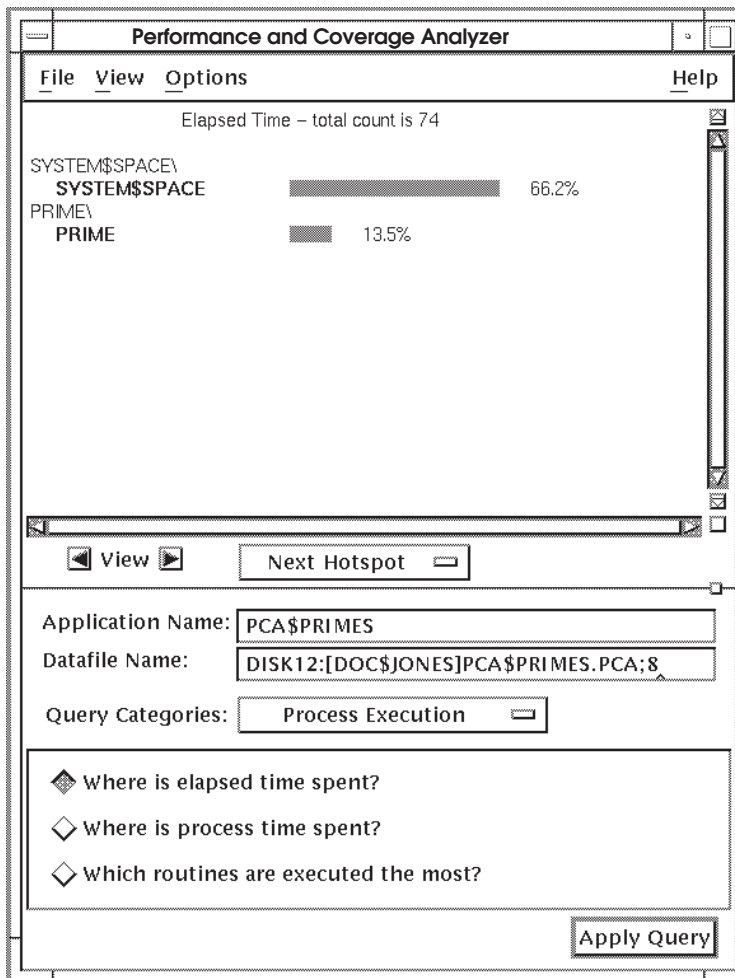 Performance and Coverage Analyzer
File View Options Help
Elapsed Time – total count is 74
SYSTEM$SPACE\
SYSTEM$SPACE 66.2%
PRIME\
PRIME 13.5%
View Next Hotspot
Application Name: PCA$PRIMES
Datafile Name: DISK12:[DOC$JONES]PCA$PRIMES.PCA;8
Query Categories: Process Execution
Where is elapsed time spent?
Where is process time spent?
Which routines are executed the most?
Apply Query